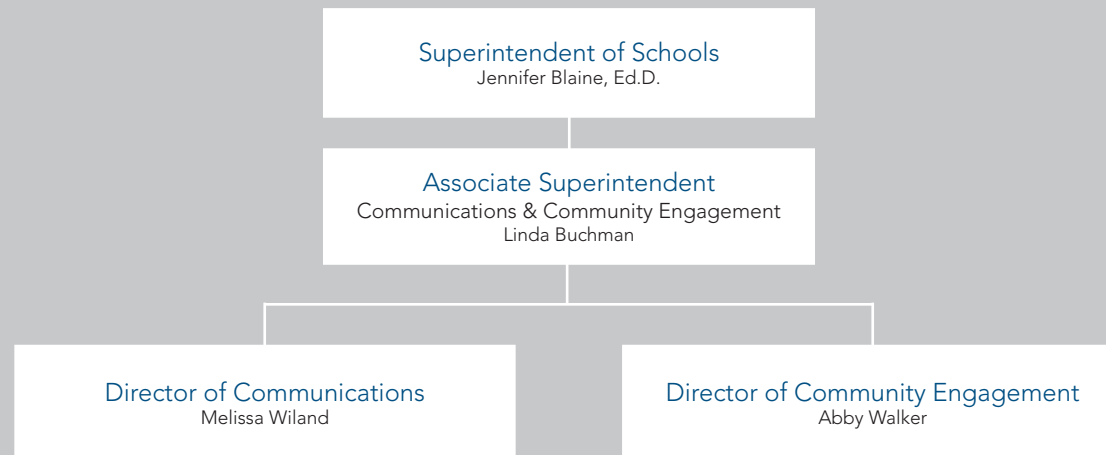 Superintendent of Schools
Jennifer Blaine, Ed.D.
Associate Superintendent
Communications & Community Engagement
Linda Buchman
Director of Communications
Melissa Wiland
Director of Community Engagement
Abby Walker